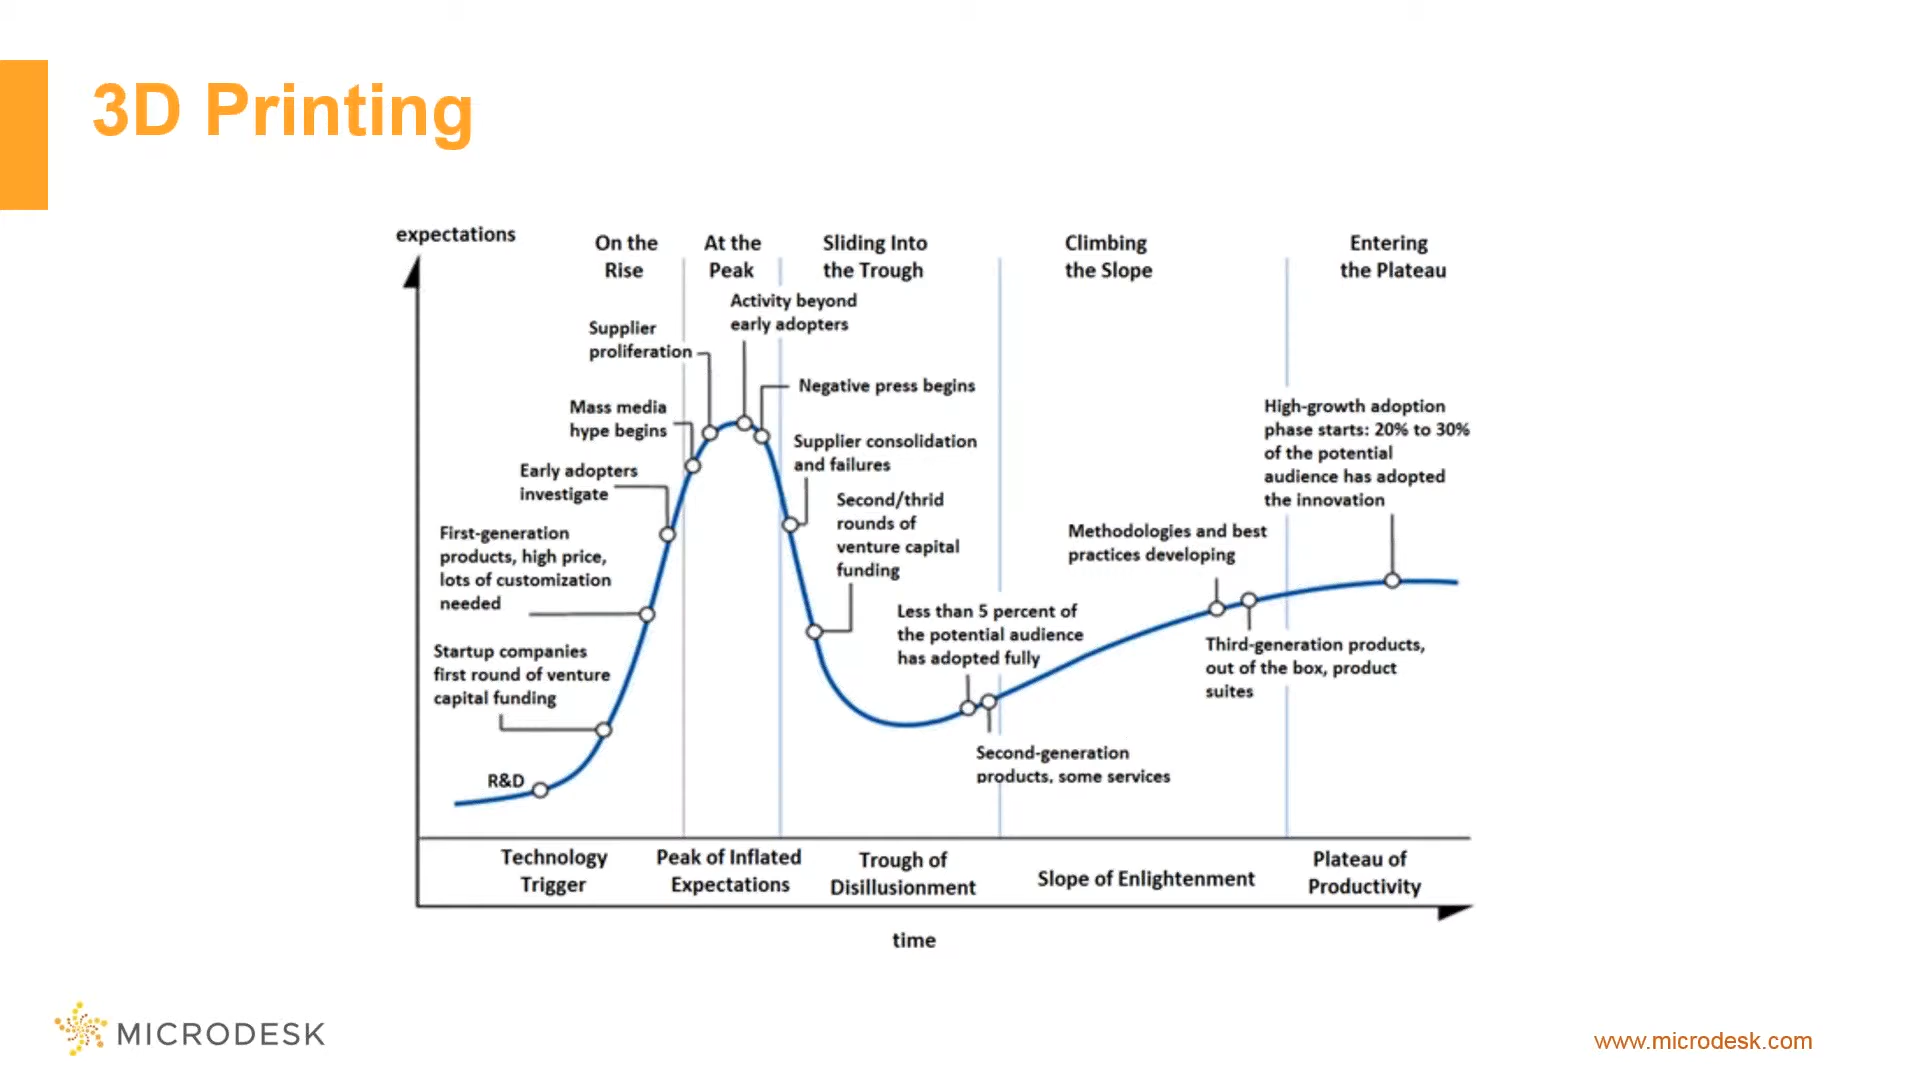 3D Printing
expectations
On the
Rise
At the
Peak
Sliding Into
the Trough
Climbing
the Slope
Entering
the Plateau
Activity beyond
early adopters
Supplier
proliferation
Negative press begins
Mass media
hype begins
High-growth adoption
phase starts: 20% to 30%
of the potential
audience has adopted
the innovation
Supplier consolidation
and failures
Early adopters
investigate
Second/thrid
rounds of
venture capital
funding
First-generation
products, high price,
lots of customization
needed
Methodologies and best
practices developing
Less than 5 percent of
the potential audience
has adopted fully
Startup companies
first round of venture
capital funding
Third-generation products,
out of the box, product
suites
Second-generation
products, some services
R&D
Technology
Trigger
Peak of Inflated
Expectations
Trough of
Disillusionment
Slope of Enlightenment
Plateau of
Productivity
time
MICRODESK
www.microdesk.com